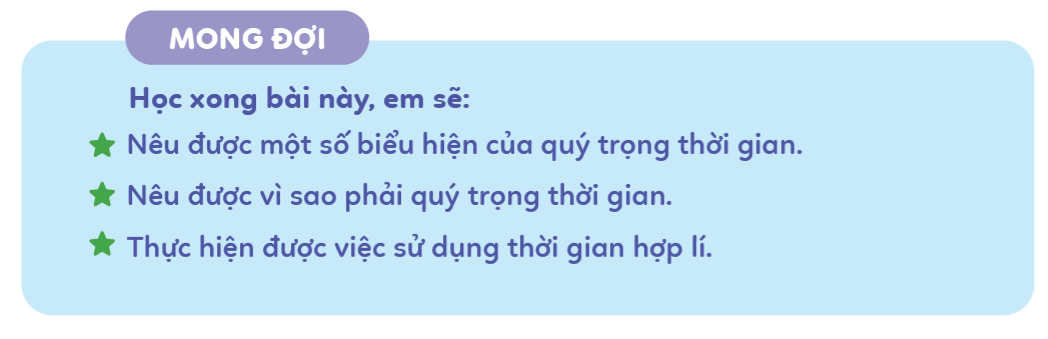 MONG ĐỢI
Học xong bài này, em sẽ:
Nêu được một số biểu hiện của quý trọng thời gian.
Nêu được vì sao phải quý trọng thời gian.
Thực hiện được việc sử dụng thời gian hợp lí.